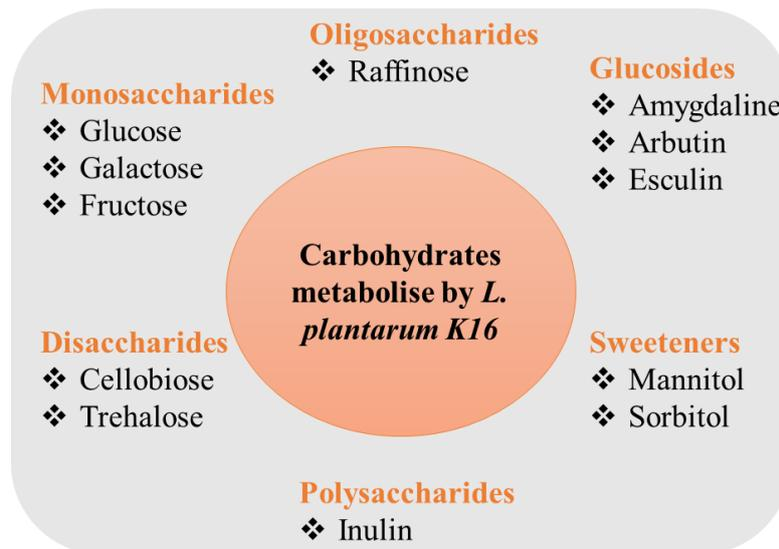 Oligosaccharides
❖ Raffinose
Glucosides
❖ Amygdaline
❖ Arbutin
❖ Esculin
Monosaccharides
❖ Glucose
❖ Galactose
❖ Fructose
Carbohydrates
metabolise by L.
plantarum K16
Disaccharides
❖ Cellobiose
❖ Trehalose
Sweeteners
❖ Mannitol
❖ Sorbitol
Polysaccharides
❖ Inulin